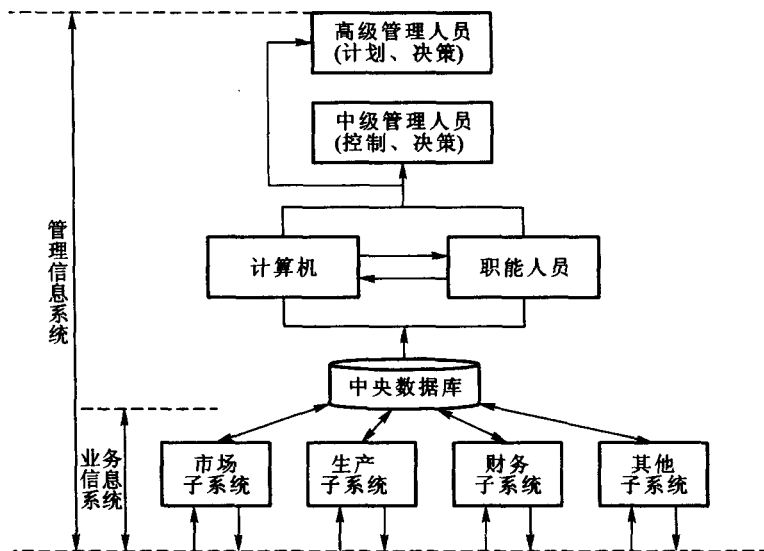 高级管理人员
(计划、决策)
中级管理人员
(控制、决策)
管理信息系统
计算机
职能人员
中央数据库
业务
信息
系统
市场
子系统
生产
子系统
财务
子系统
其他
子系统